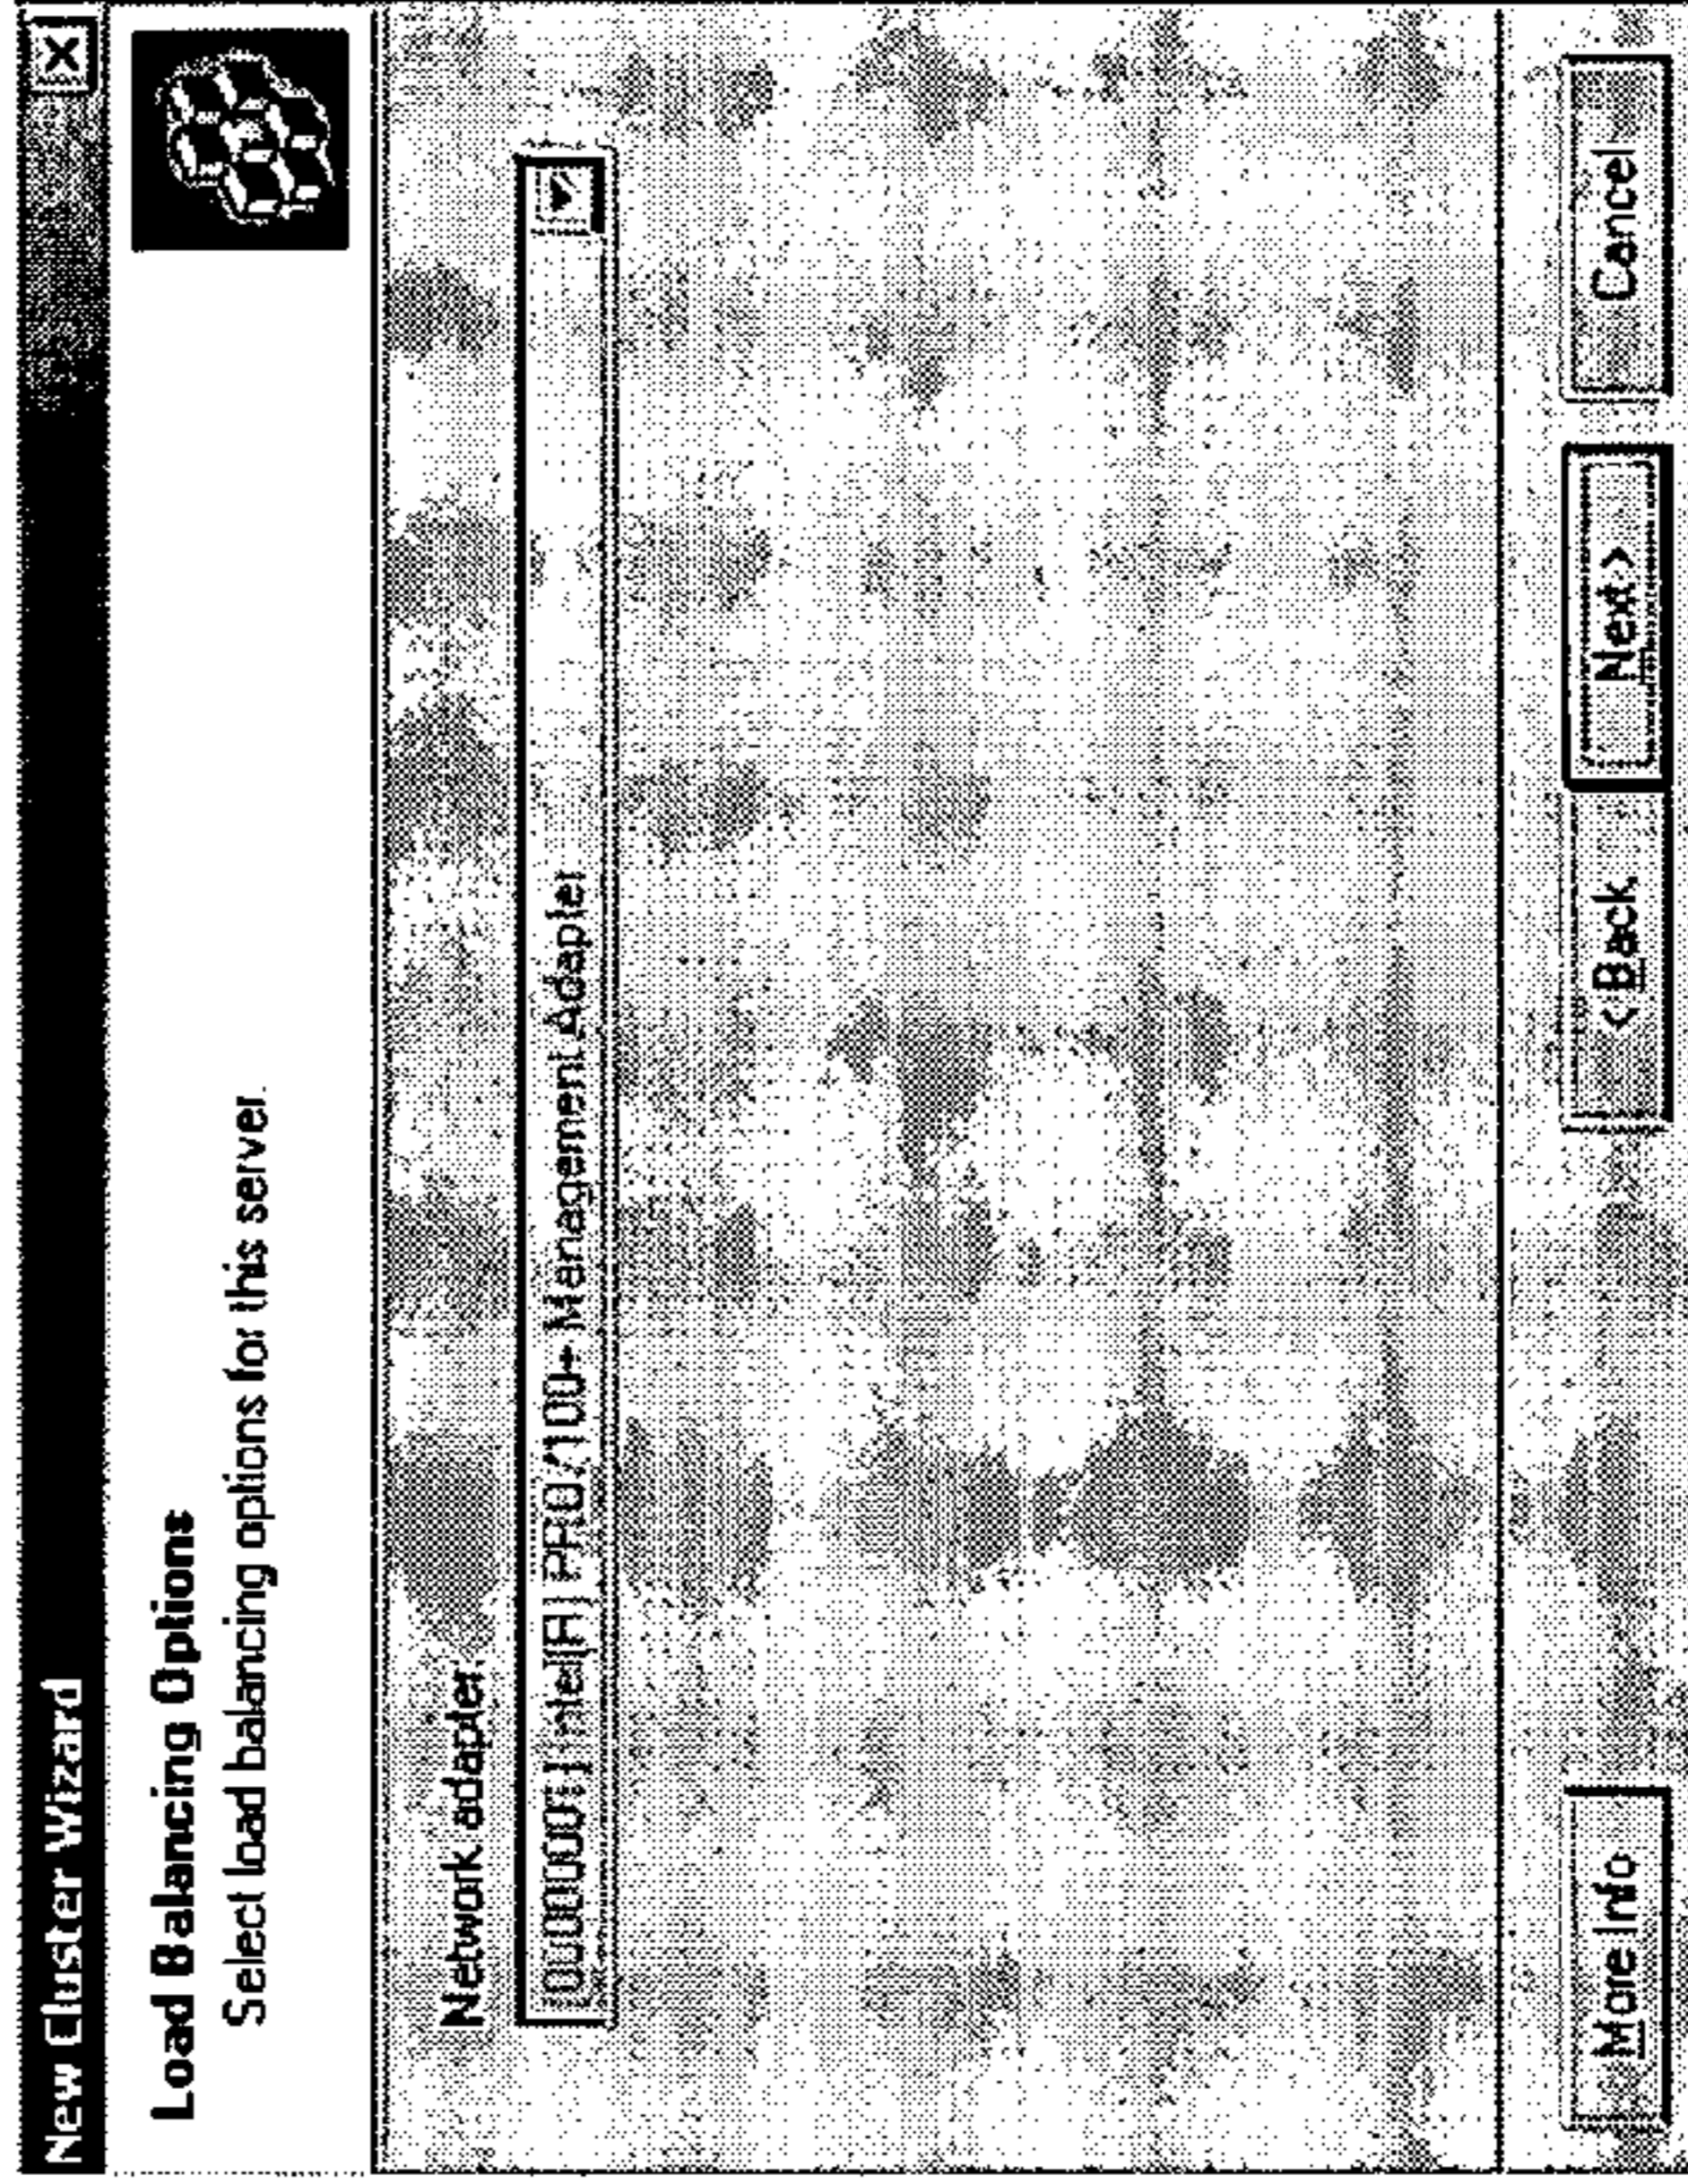 New Cluster Wizard
Load Balancing Options
Select load balancing options for this server.
Network adapter:
[000000] Intel(R) PRO/100+ Management Adapter
More Info
< Back
Next >
Cancel